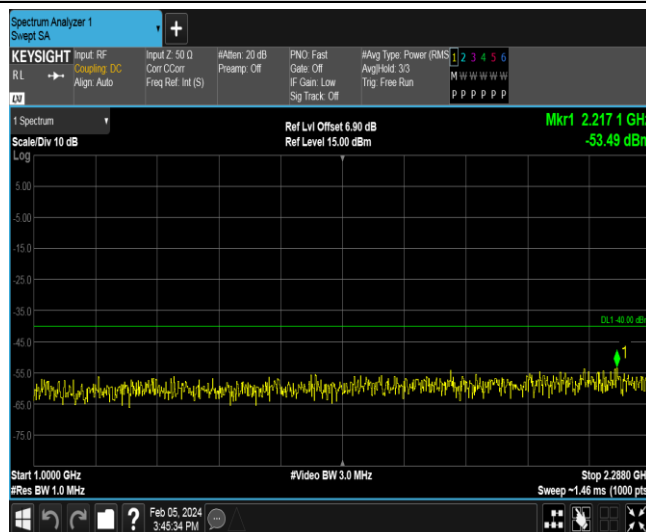 Spectrum Analyzer 1
Swept SA
+
KEYSIGHT
RL
LXI
Input: RF
Coupling: DC
Align: Auto
Input Z: 50 Ω
Corr CCorr
Freq Ref: Int (S)
#Atten: 20 dB
Preamp: Off
PNO: Fast
Gate: Off
IF Gain: Low
Sig Track: Off
#Avg Type: Power (RMS
Avg|Hold: 3/3
Trig: Free Run
1 2 3 4 5 6
M W W W W W
P P P P P P
1 Spectrum
Scale/Div 10 dB
Ref Lvl Offset 6.90 dB
Ref Level 15.00 dBm
Mkr1 2.217 1 GHz
-53.49 dBm
Log
5.00
-5.00
-15.0
-25.0
-35.0
DL1 -40.00 dBm
-45.0
1
-55.0
-65.0
-75.0
Start 1.0000 GHz
#Res BW 1.0 MHz
#Video BW 3.0 MHz
Stop 2.2880 GHz
Sweep ~1.46 ms (1000 pts
?
Feb 05, 2024
3:45:34 PM